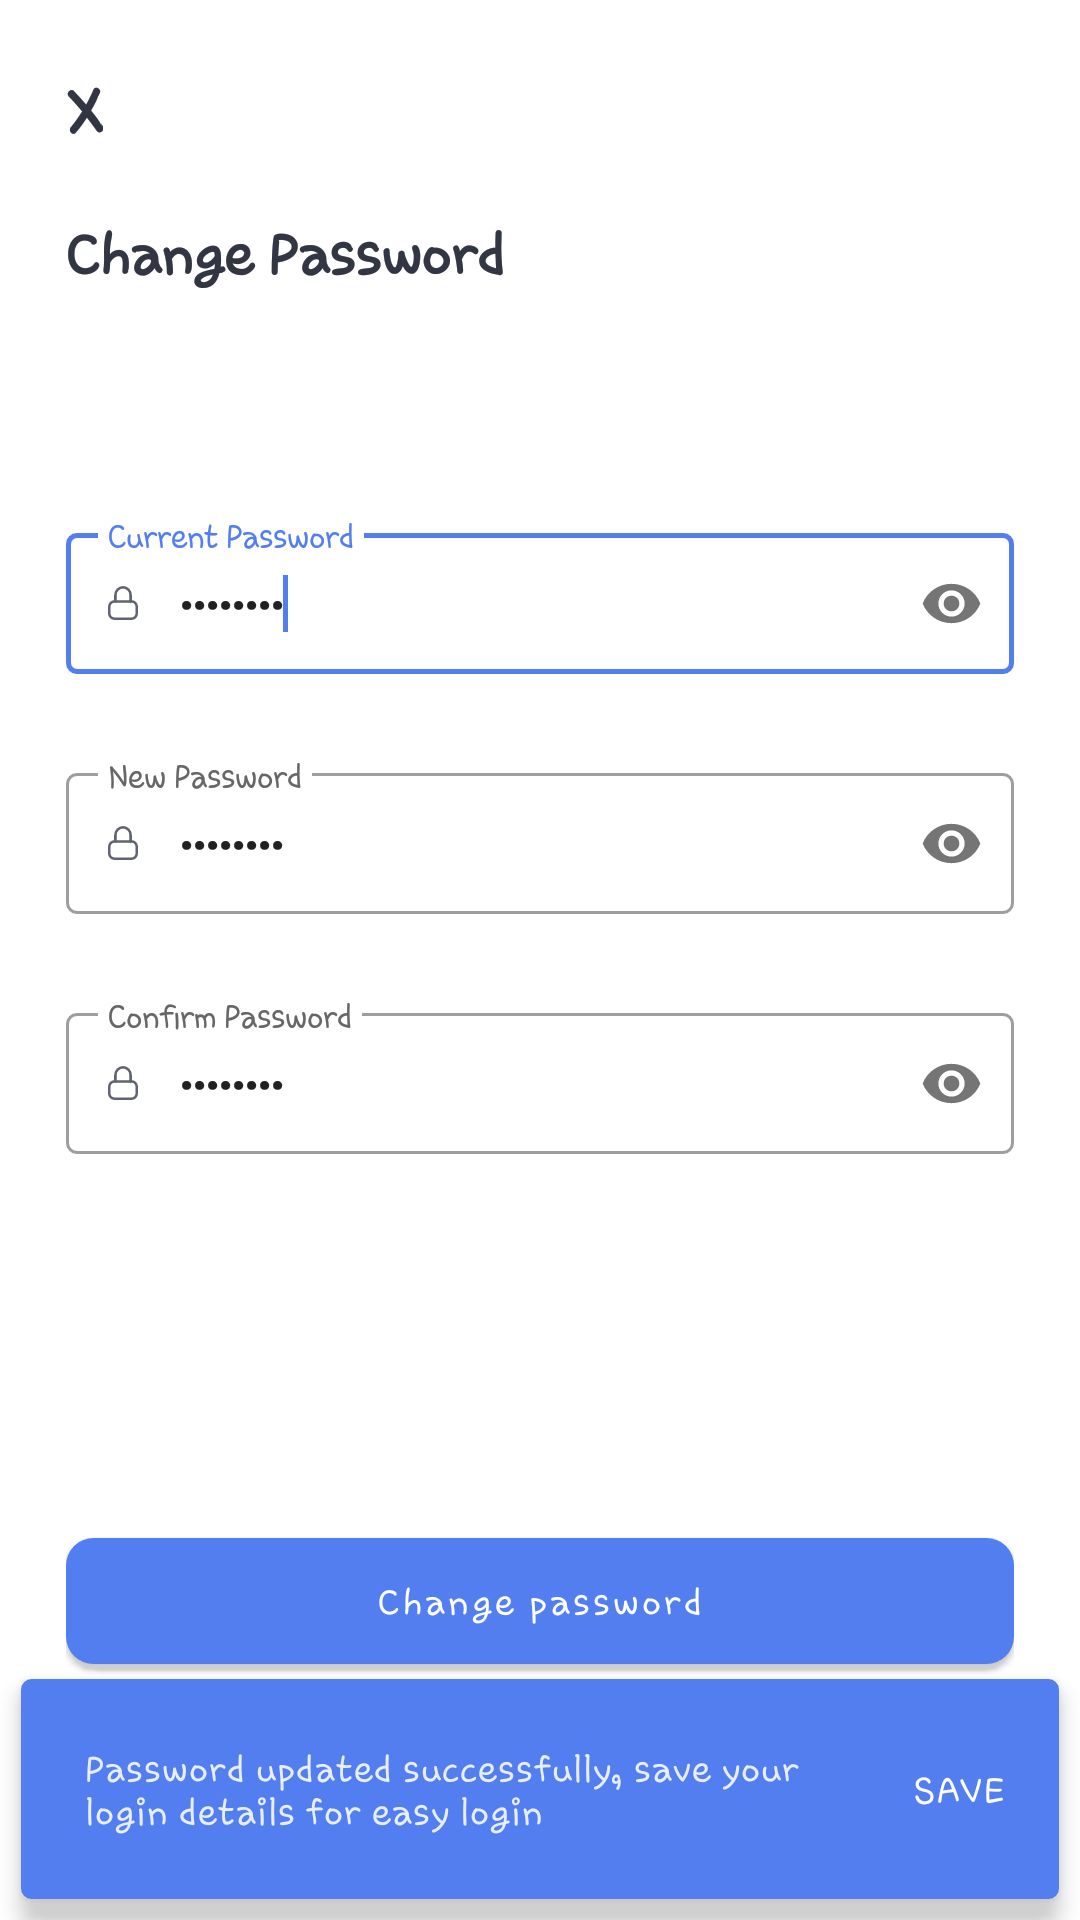 X
Change Password
Current Password
••••••••
New Password
••••••••
Confirm Password
••••••••
Change password
Password updated successfully, save your
login details for easy login
SAVE